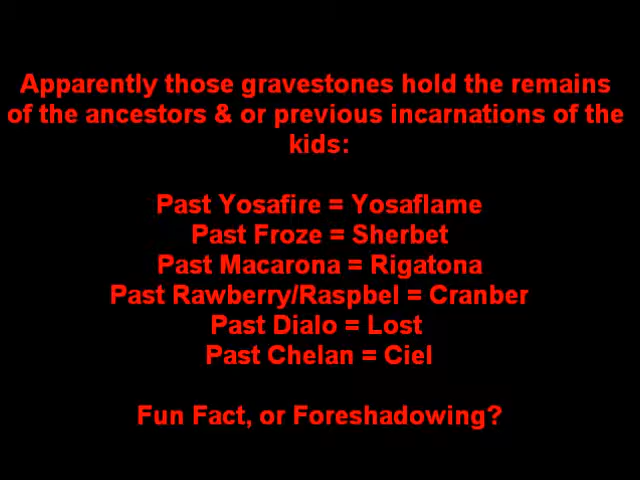 Apparently those gravestones hold the remains
of the ancestors & or previous incarnations of the
kids:
Past Yosafire = Yosaflame
Past Froze = Sherbet
Past Macarona = Rigatona
Past Rawberry/Raspbel = Cranber
Past Dialo = Lost
Past Chelan = Ciel
Fun Fact, or Foreshadowing?